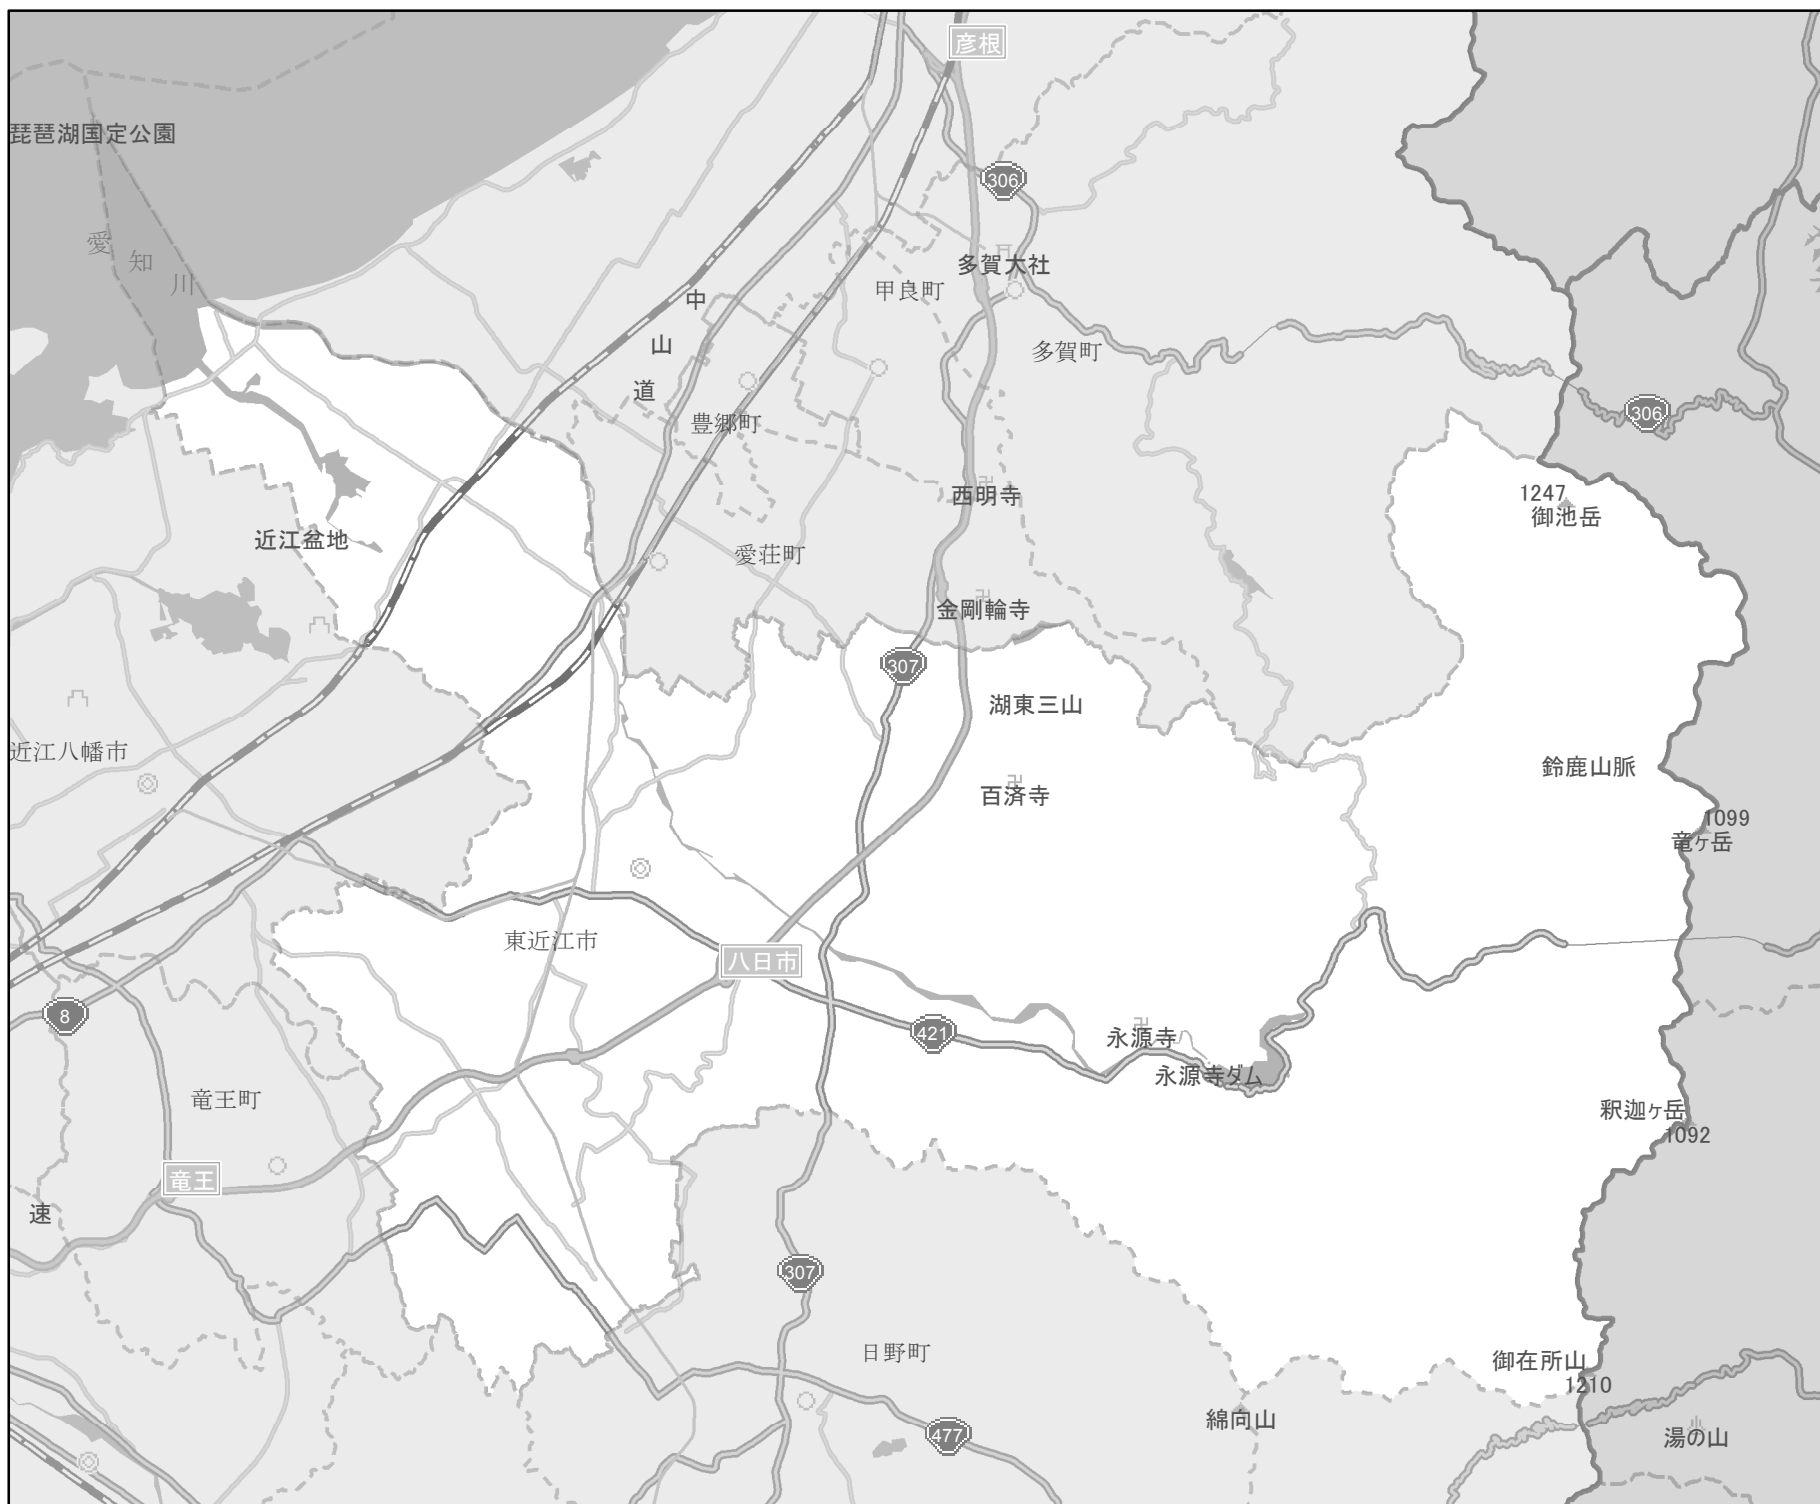 彦根
琵琶湖国定公園
306
愛知川
多賀大社
甲良町
中山道
多賀町
306
豊郷町
西明寺
1247
御池岳
近江盆地
愛荘町
金剛輪寺
307
湖東三山
近江八幡市
鈴鹿山脈
百済寺
1099
竜ヶ岳
東近江市
八日市
8
421
永源寺
永源寺ダム
竜王町
釈迦ヶ岳
1092
竜王
速
307
日野町
御在所山
1210
綿向山
477
湯の山